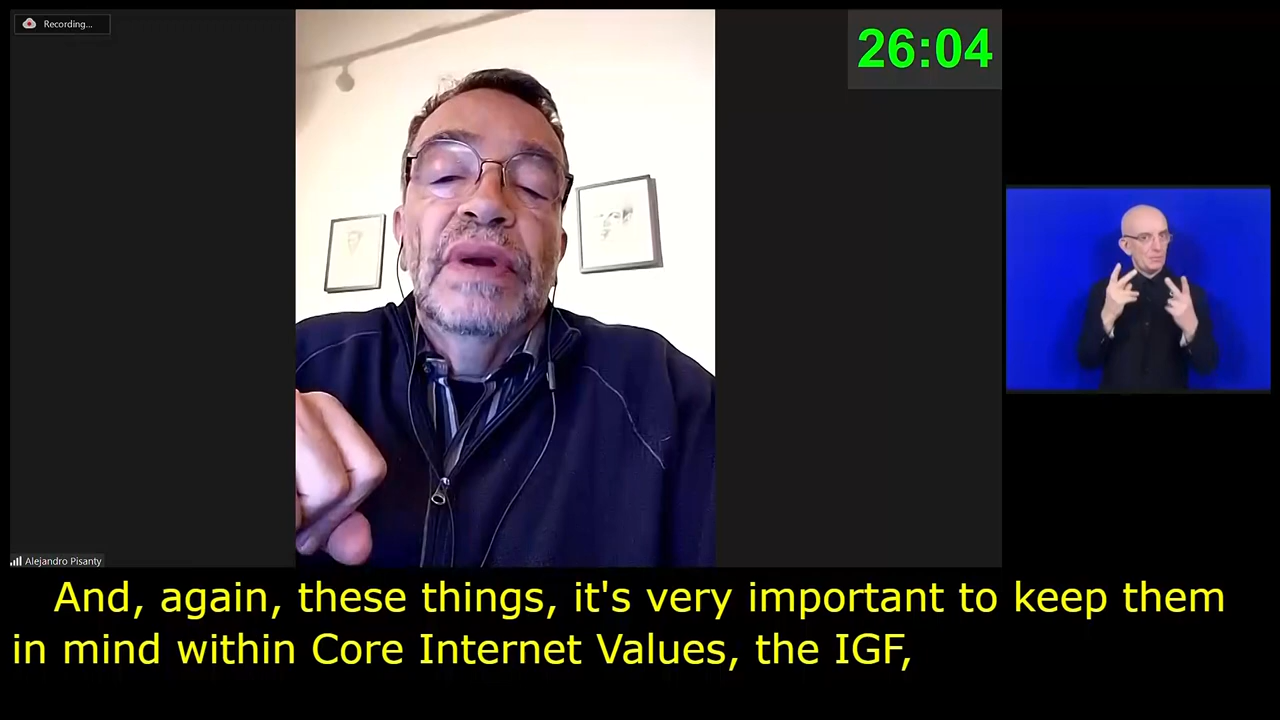 Recording...
26:04
Alejandro Pisanty
And, again, these things, it's very important to keep them
in mind within Core Internet Values, the IGF,